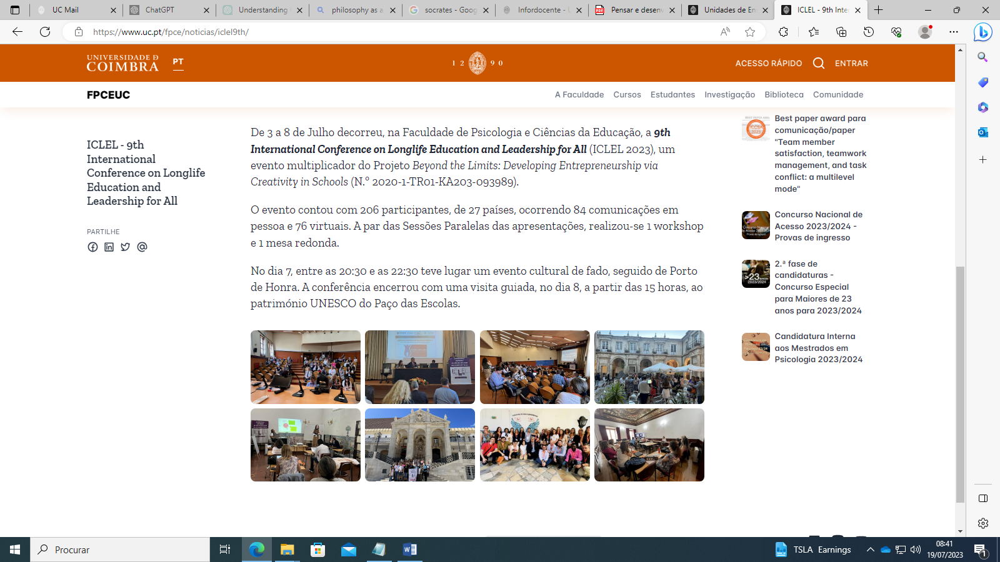 UC Mail
ChatGPT
Understanding
philosophy as a
socrates - Goog
Infordocente - U
Pensar e desenv
Unidades de En
ICLEL - 9th Inte
https://www.uc.pt/fpce/noticias/iclel9th/
UNIVERSIDADE D
COIMBRA
PT
1 2 9 0
ACESSO RÁPIDO
ENTRAR
FPCEUC
A Faculdade
Cursos
Estudantes
Investigação
Biblioteca
Comunidade
ICLEL - 9th
International
Conference on Longlife
Education and
Leadership for All
PARTILHE
De 3 a 8 de Julho decorreu, na Faculdade de Psicologia e Ciências da Educação, a 9th
International Conference on Longlife Education and Leadership for All (ICLEL 2023), um
evento multiplicador do Projeto Beyond the Limits: Developing Entrepreneurship via
Creativity in Schools (N.º 2020-1-TR01-KA203-093989).
O evento contou com 206 participantes, de 27 países, ocorrendo 84 comunicações em
pessoa e 76 virtuais. A par das Sessões Paralelas das apresentações, realizou-se 1 workshop
e 1 mesa redonda.
No dia 7, entre as 20:30 e as 22:30 teve lugar um evento cultural de fado, seguido de Porto
de Honra. A conferência encerrou com uma visita guiada, no dia 8, a partir das 15 horas, ao
património UNESCO do Paço das Escolas.
Best paper award para
comunicação/paper
"Team member
satisfaction, teamwork
management, and task
conflict: a multilevel
mode"
Concurso Nacional de
Acesso 2023/2024 -
Provas de ingresso
>23 anos
2023/2024
2.ª fase de
candidaturas -
Concurso Especial
para Maiores de 23
anos para 2023/2024
Candidatura Interna
aos Mestrados em
Psicologia 2023/2024
Procurar
TSLA Earnings
08:41
19/07/2023
1